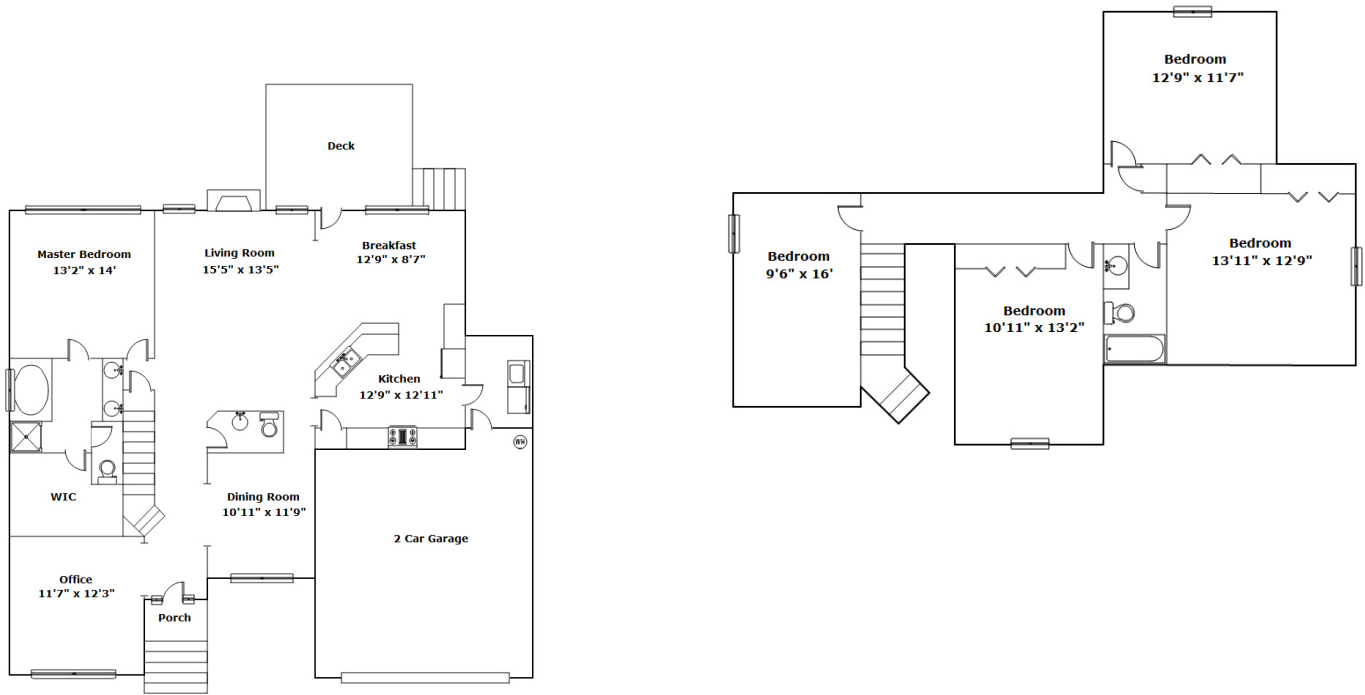 Deck
Master Bedroom
13'2" x 14'
Living Room
15'5" x 13'5"
Breakfast
12'9" x 8'7"
Kitchen
12'9" x 12'11"
WH
WIC
Dining Room
10'11" x 11'9"
2 Car Garage
Office
11'7" x 12'3"
Porch
Bedroom
12'9" x 11'7"
Bedroom
9'6" x 16'
Bedroom
13'11" x 12'9"
Bedroom
10'11" x 13'2"